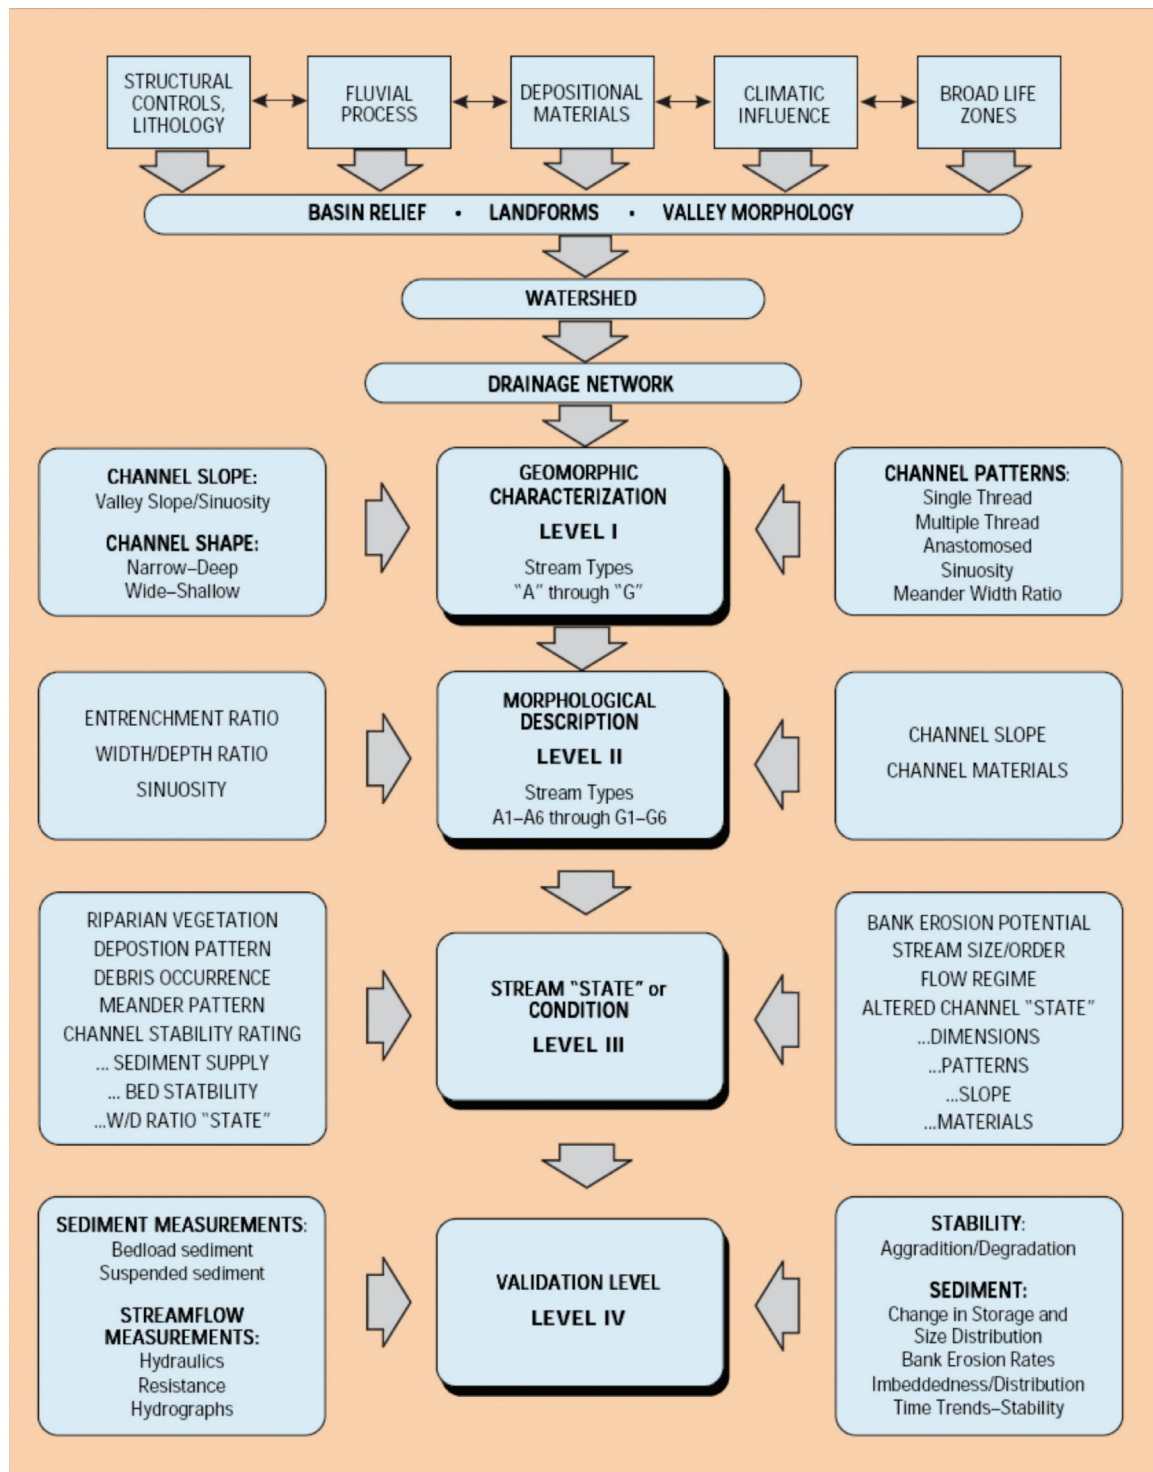 STRUCTURAL
CONTROLS,
LITHOLOGY
FLUVIAL
PROCESS
DEPOSITIONAL
MATERIALS
CLIMATIC
INFLUENCE
BROAD LIFE
ZONES
BASIN RELIEF • LANDFORMS • VALLEY MORPHOLOGY
WATERSHED
DRAINAGE NETWORK
CHANNEL SLOPE:
Valley Slope/Sinuosity
CHANNEL SHAPE:
Narrow–Deep
Wide–Shallow
GEOMORPHIC
CHARACTERIZATION
LEVEL I
Stream Types
"A" through "G"
CHANNEL PATTERNS:
Single Thread
Multiple Thread
Anastomosed
Sinuosity
Meander Width Ratio
ENTRENCHMENT RATIO
WIDTH/DEPTH RATIO
SINUOSITY
MORPHOLOGICAL
DESCRIPTION
LEVEL II
Stream Types
A1–A6 through G1–G6
CHANNEL SLOPE
CHANNEL MATERIALS
RIPARIAN VEGETATION
DEPOSTION PATTERN
DEBRIS OCCURRENCE
MEANDER PATTERN
CHANNEL STABILITY RATING
... SEDIMENT SUPPLY
... BED STATBILITY
...W/D RATIO "STATE"
STREAM "STATE" or
CONDITION
LEVEL III
BANK EROSION POTENTIAL
STREAM SIZE/ORDER
FLOW REGIME
ALTERED CHANNEL "STATE"
...DIMENSIONS
...PATTERNS
...SLOPE
...MATERIALS
SEDIMENT MEASUREMENTS:
Bedload sediment
Suspended sediment
STREAMFLOW
MEASUREMENTS:
Hydraulics
Resistance
Hydrographs
VALIDATION LEVEL
LEVEL IV
STABILITY:
Aggradition/Degradation
SEDIMENT:
Change in Storage and
Size Distribution
Bank Erosion Rates
Imbeddedness/Distribution
Time Trends–Stability